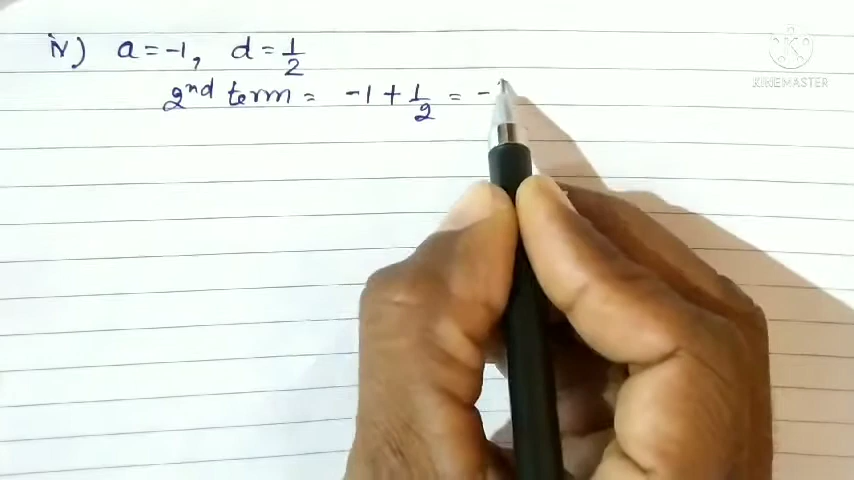 iv) a = -1, d = 1/2
2nd term = -1 + 1/2 = -
KINEMASTER